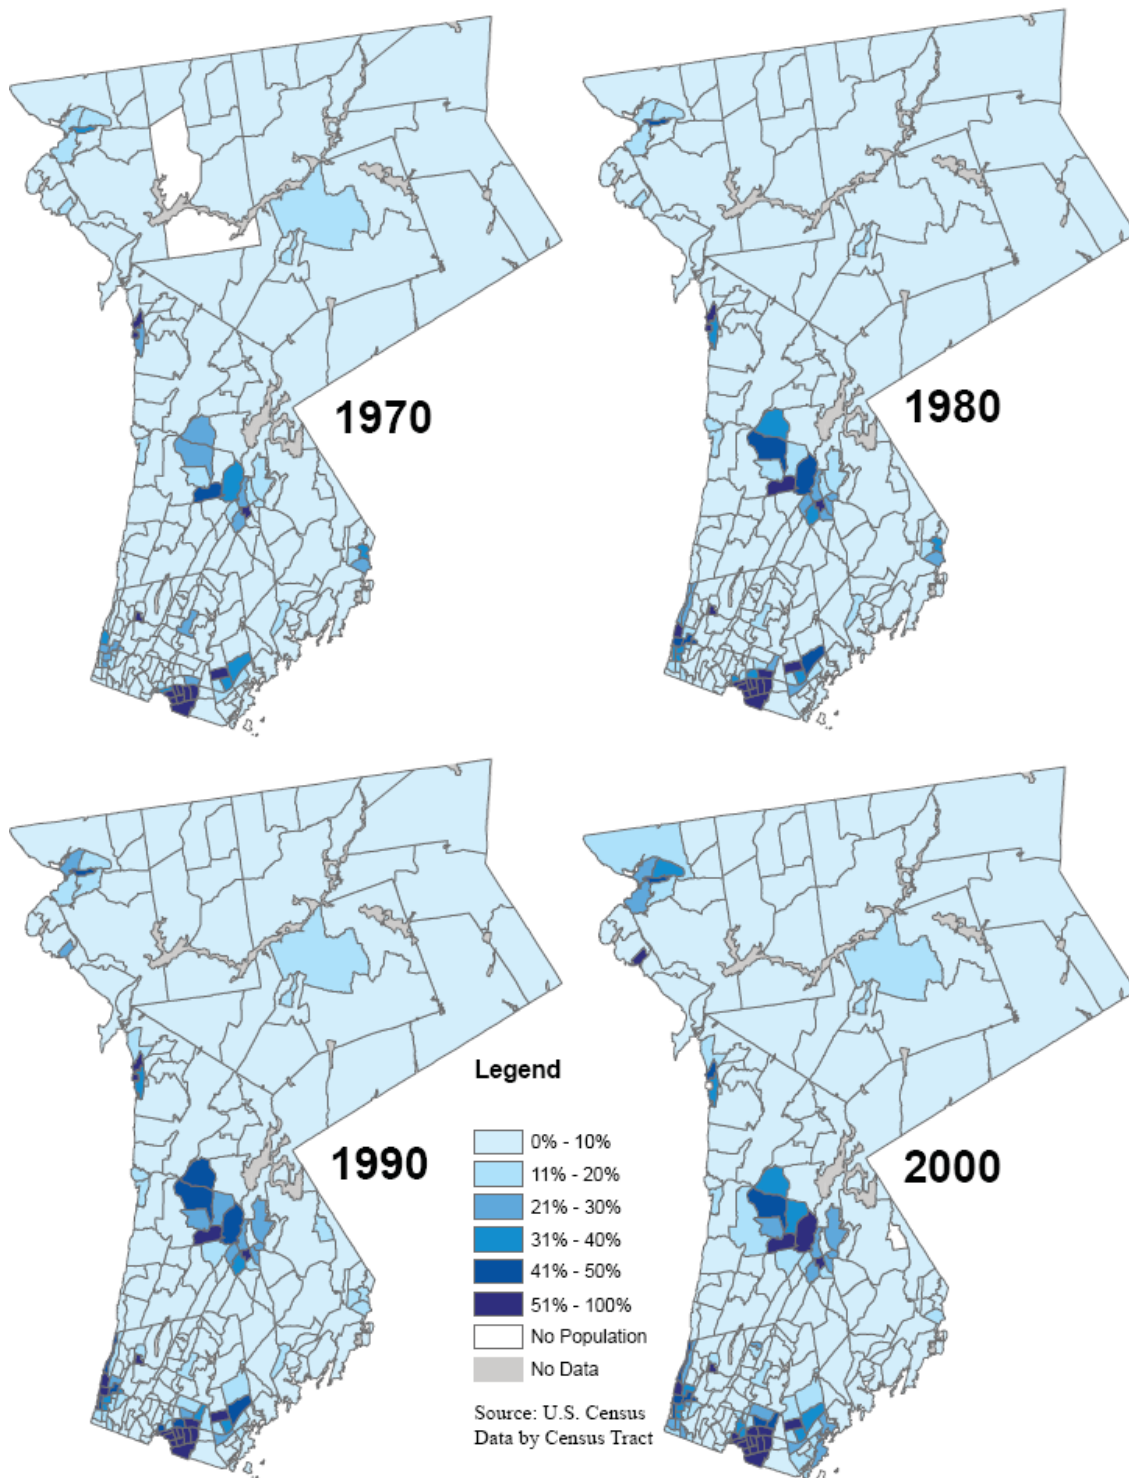 1970
1980
1990
2000
Legend
0% - 10%
11% - 20%
21% - 30%
31% - 40%
41% - 50%
51% - 100%
No Population
No Data
Source: U.S. Census
Data by Census Tract